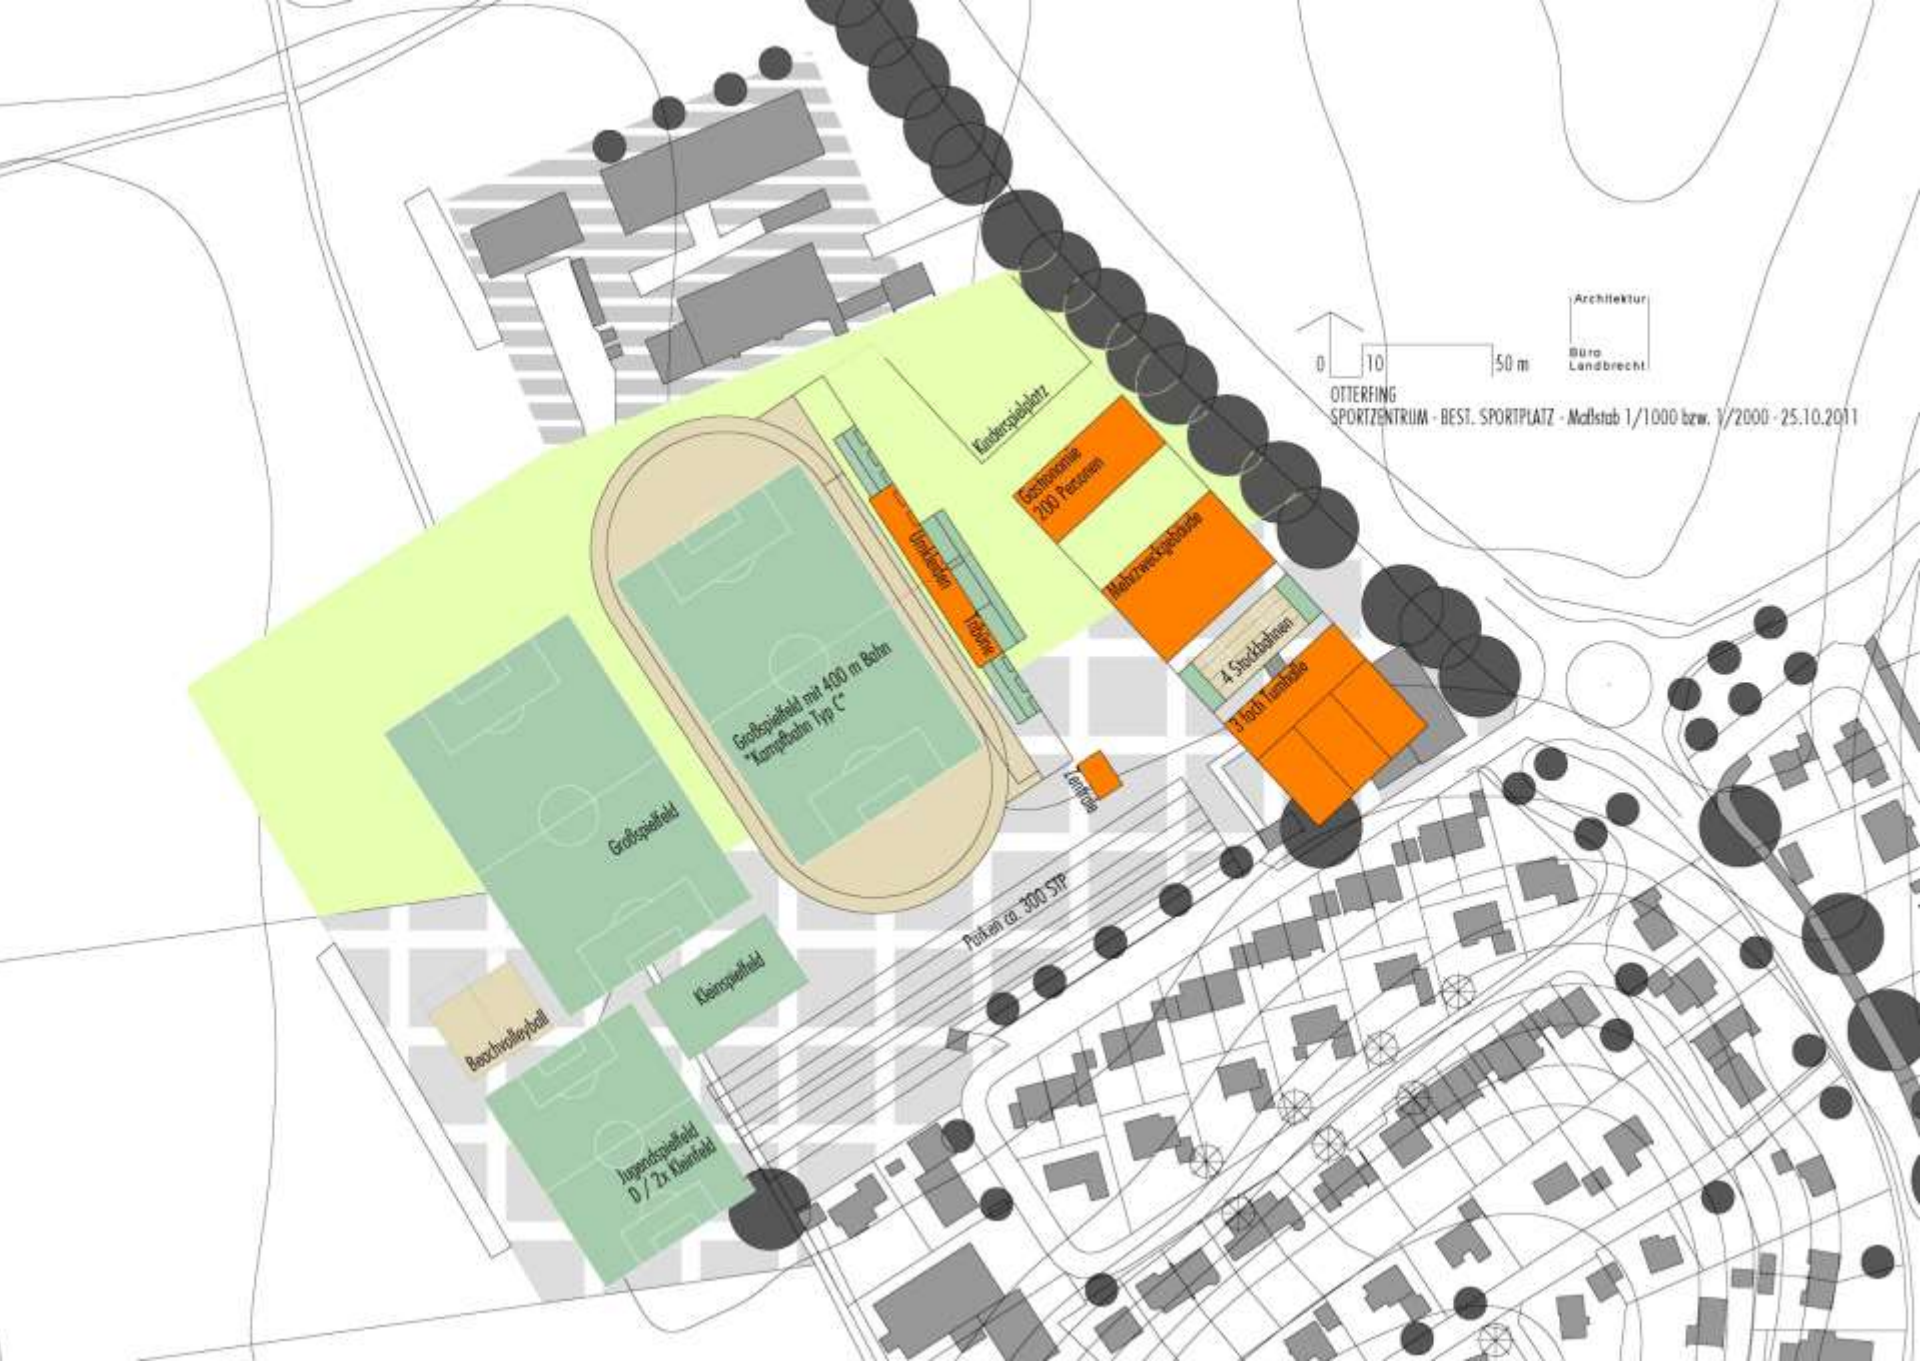 Architektur
Büro
Landbrecht
0
10
50 m
OTTERFING
SPORTZENTRUM - BEST. SPORTPLATZ - Maßstab 1/1000 bzw. 1/2000 - 25.10.2011
Kinderspielplatz
Gastronomie
200 Personen
Mehrzweckgebäude
Umkleiden
Tribüne
4 Stockbahnen
3 fach Turnhalle
Großspielfeld mit 400 m Bahn
"Kampfbahn Typ C"
Zentrale
Großspielfeld
Parken ca. 300 STP
Kleinspielfeld
Beachvolleyball
Jugendspielfeld
D / 2x Kleinfeld